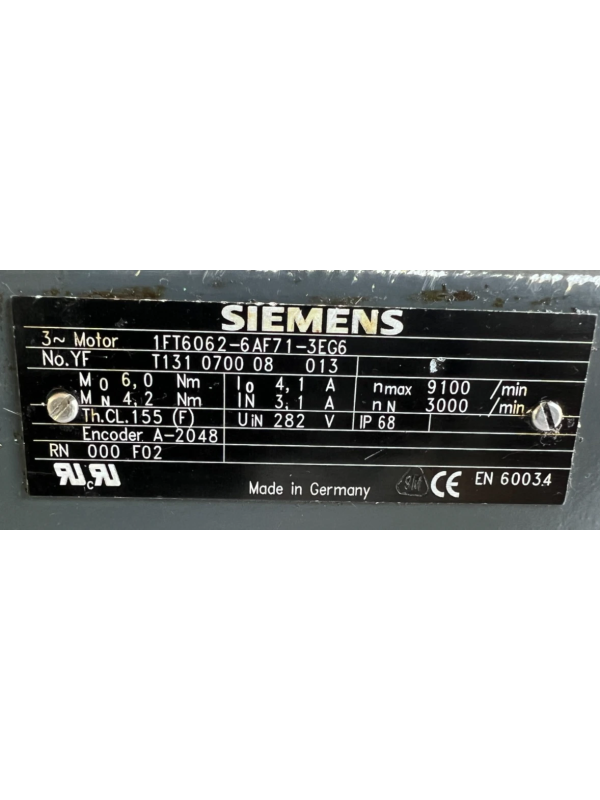 SIEMENS
3~ Motor 1FT6062-6AF71-3EG6
No.YF T131 0700 08 013
M0 6,0 Nm I0 4,1 A nmax 9100 /min
MN 4,2 Nm IN 3,1 A nN 3000 /min
Th.CL.155 (F) UiN 282 V IP 68
Encoder A-2048
RN 000 F02
Made in Germany CE EN 60034